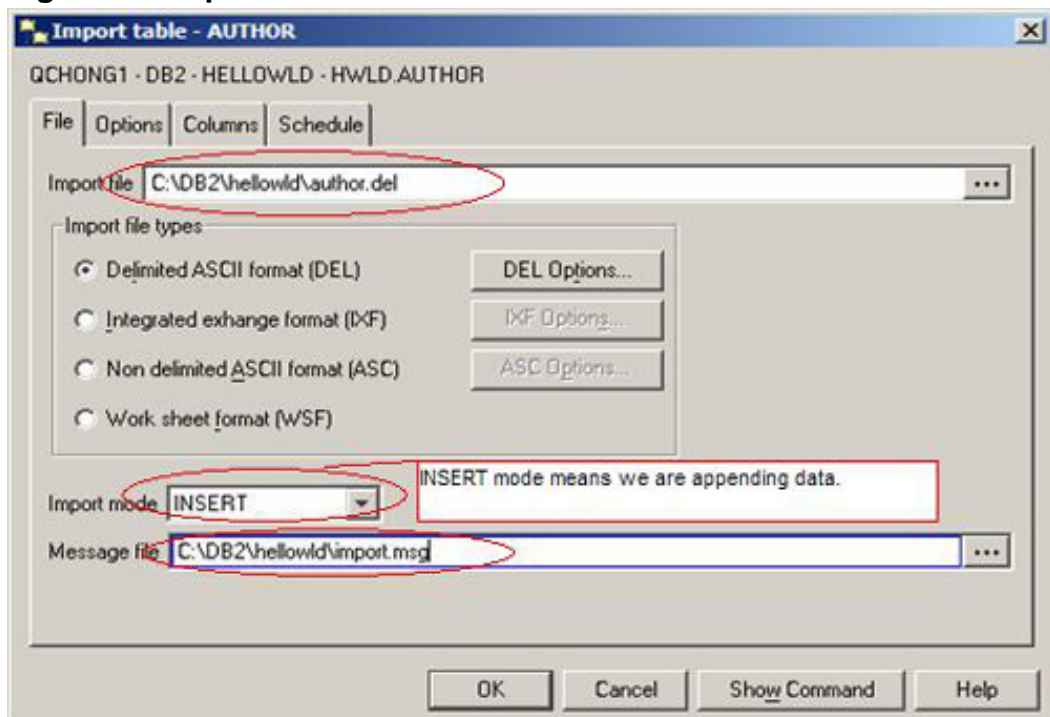 Import table - AUTHOR
QCHONG1 - DB2 - HELLOWLD - HWLD.AUTHOR
File Options Columns Schedule
Import file C:\DB2\hellowld\author.del ...
Import file types
Delimited ASCII format (DEL) DEL Options...
Integrated exhange format (IXF) IXF Options...
Non delimited ASCII format (ASC) ASC Options...
Work sheet format (WSF)
INSERT mode means we are appending data.
Import mode INSERT
Message file C:\DB2\hellowld\import.msg ...
OK Cancel Show Command Help